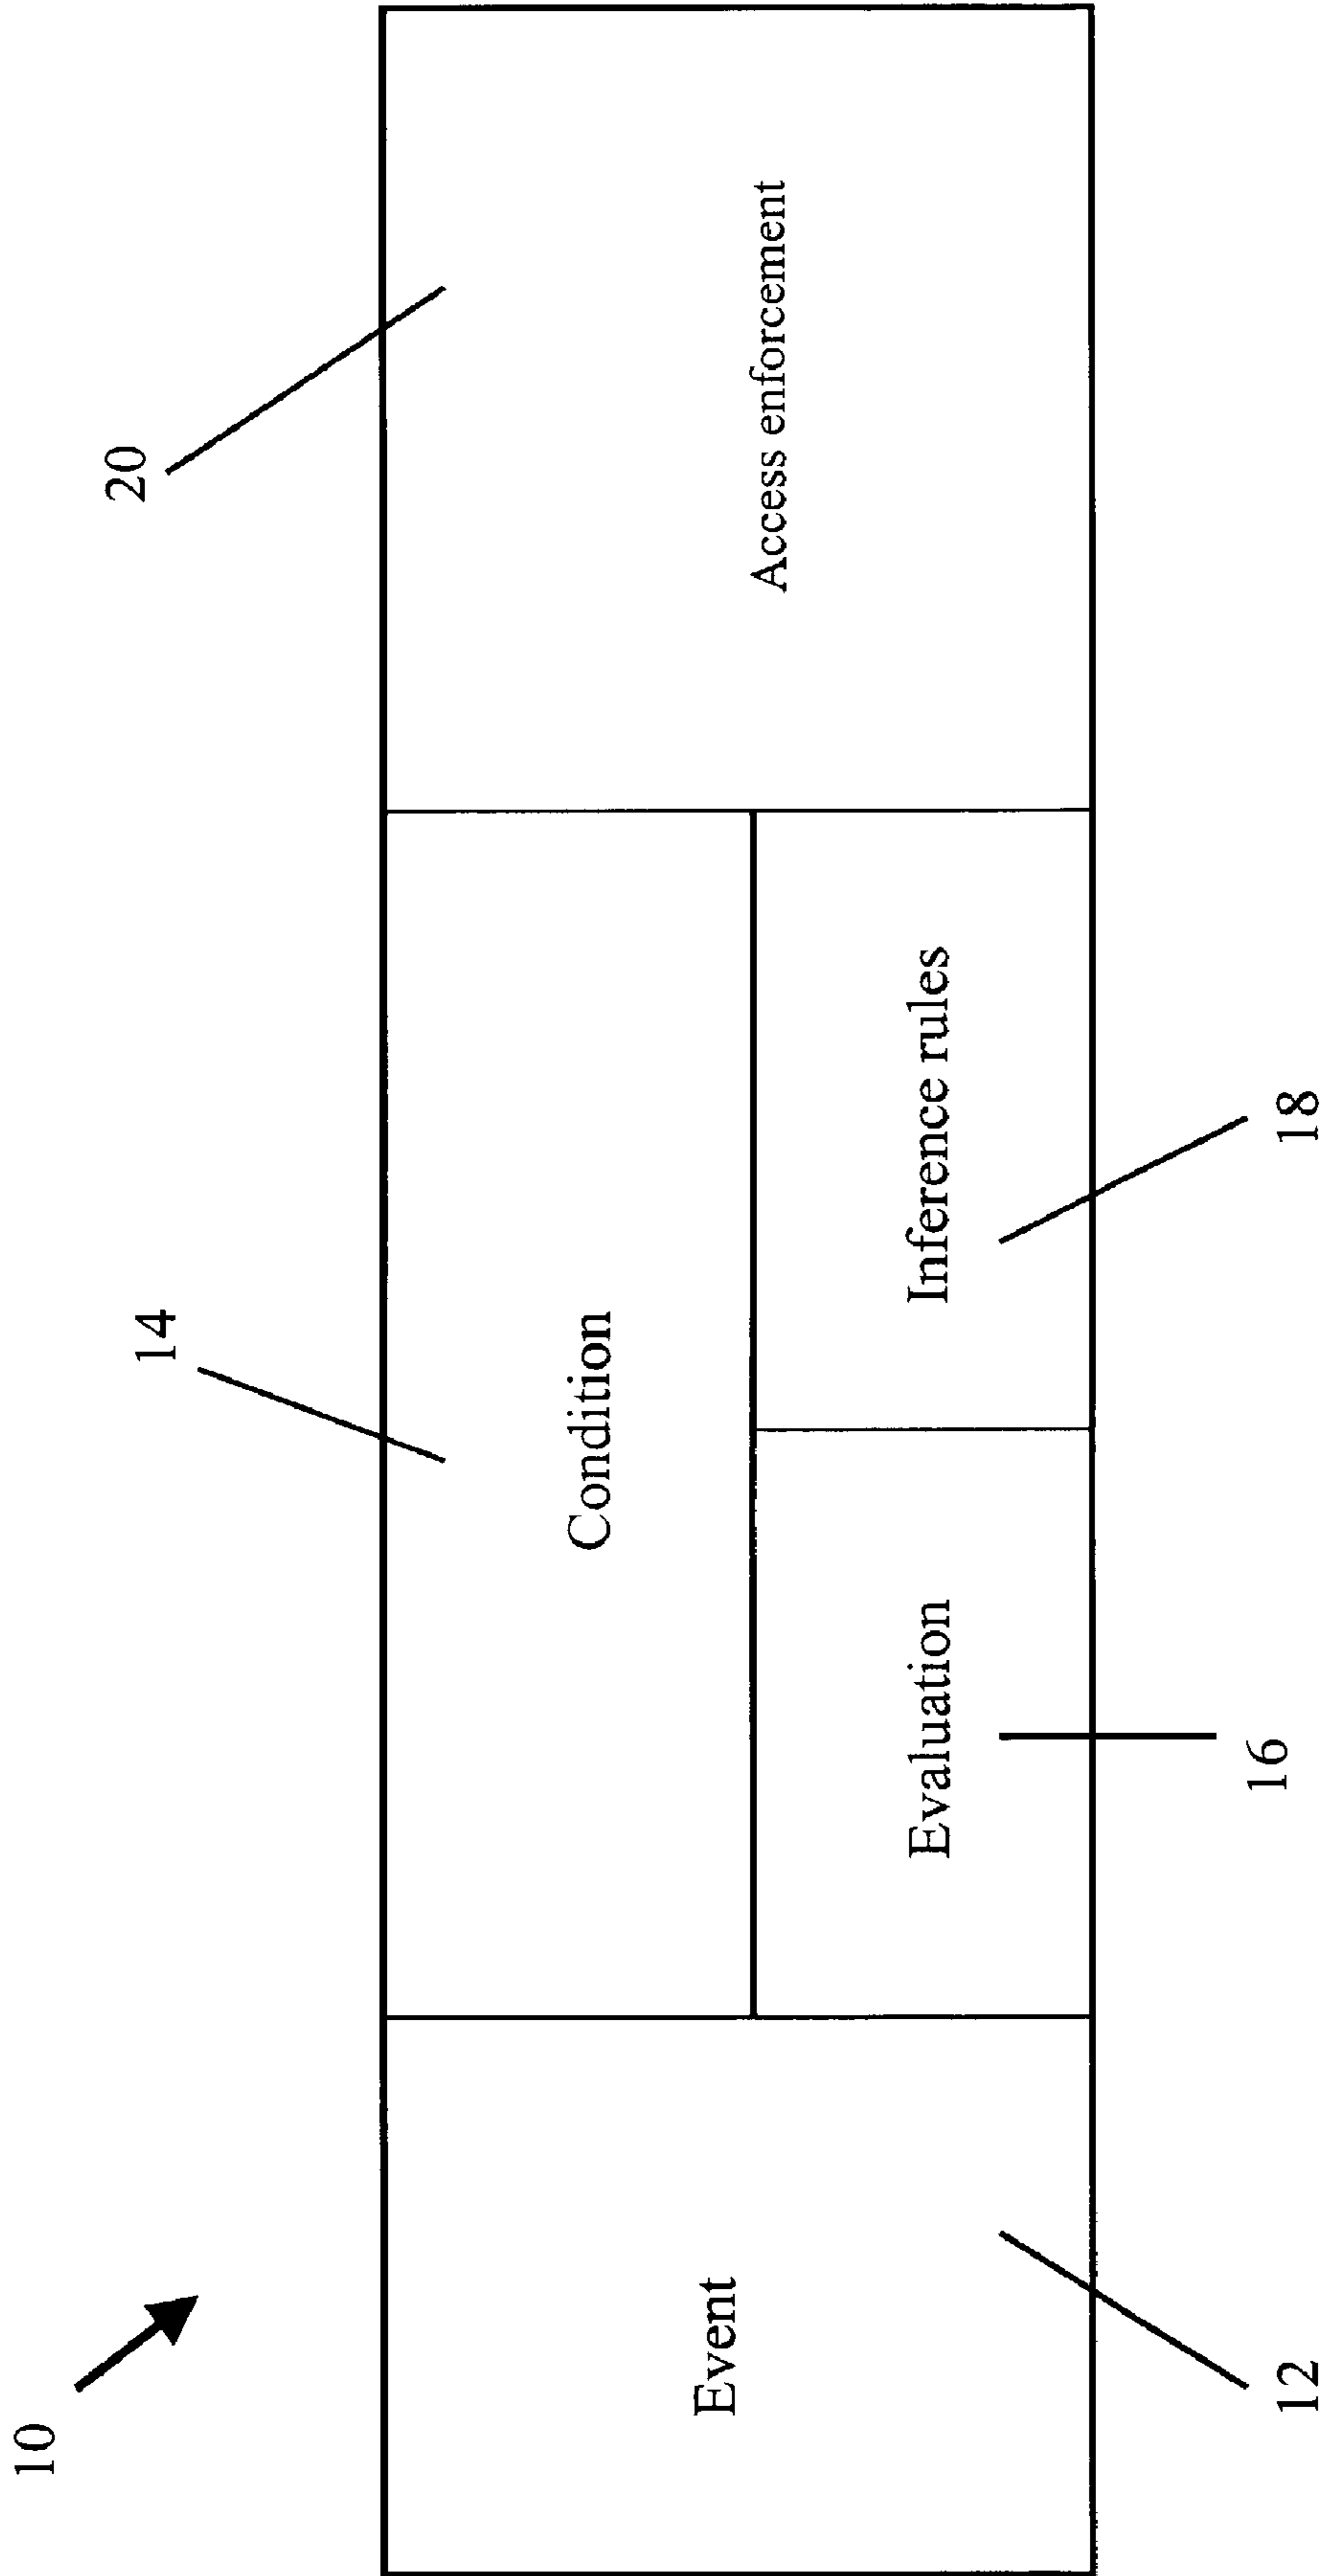 10
14
20
Event
Condition
Access enforcement
Evaluation
Inference rules
12
16
18